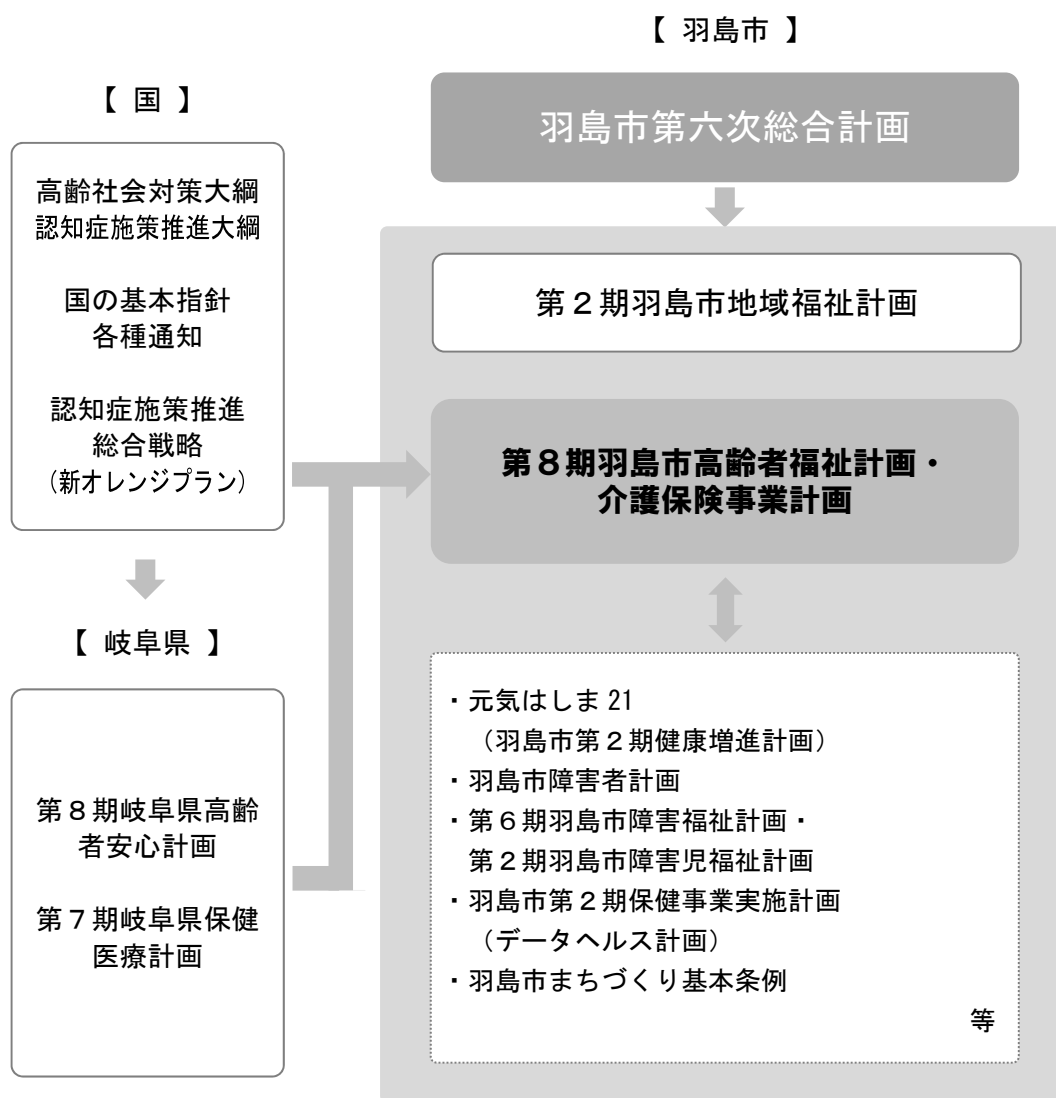 【 国 】
高齢社会対策大綱
認知症施策推進大綱
国の基本指針
各種通知
認知症施策推進
総合戦略
（新オレンジプラン）
【 岐阜県 】
第８期岐阜県高齢
者安心計画
第７期岐阜県保健
医療計画
【 羽島市 】
羽島市第六次総合計画
第２期羽島市地域福祉計画
第８期羽島市高齢者福祉計画・
介護保険事業計画
・元気はしま 21
（羽島市第２期健康増進計画）
・羽島市障害者計画
・第６期羽島市障害福祉計画・
第２期羽島市障害児福祉計画
・羽島市第２期保健事業実施計画
（データヘルス計画）
・羽島市まちづくり基本条例
等